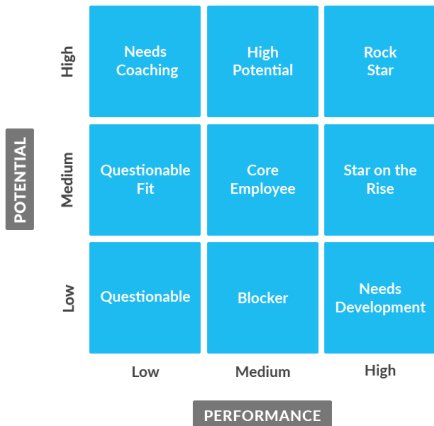 High
Needs
Coaching
High
Potential
Rock
Star
POTENTIAL
Medium
Questionable
Fit
Core
Employee
Star on the
Rise
Low
Questionable
Blocker
Needs
Development
Low
Medium
High
PERFORMANCE